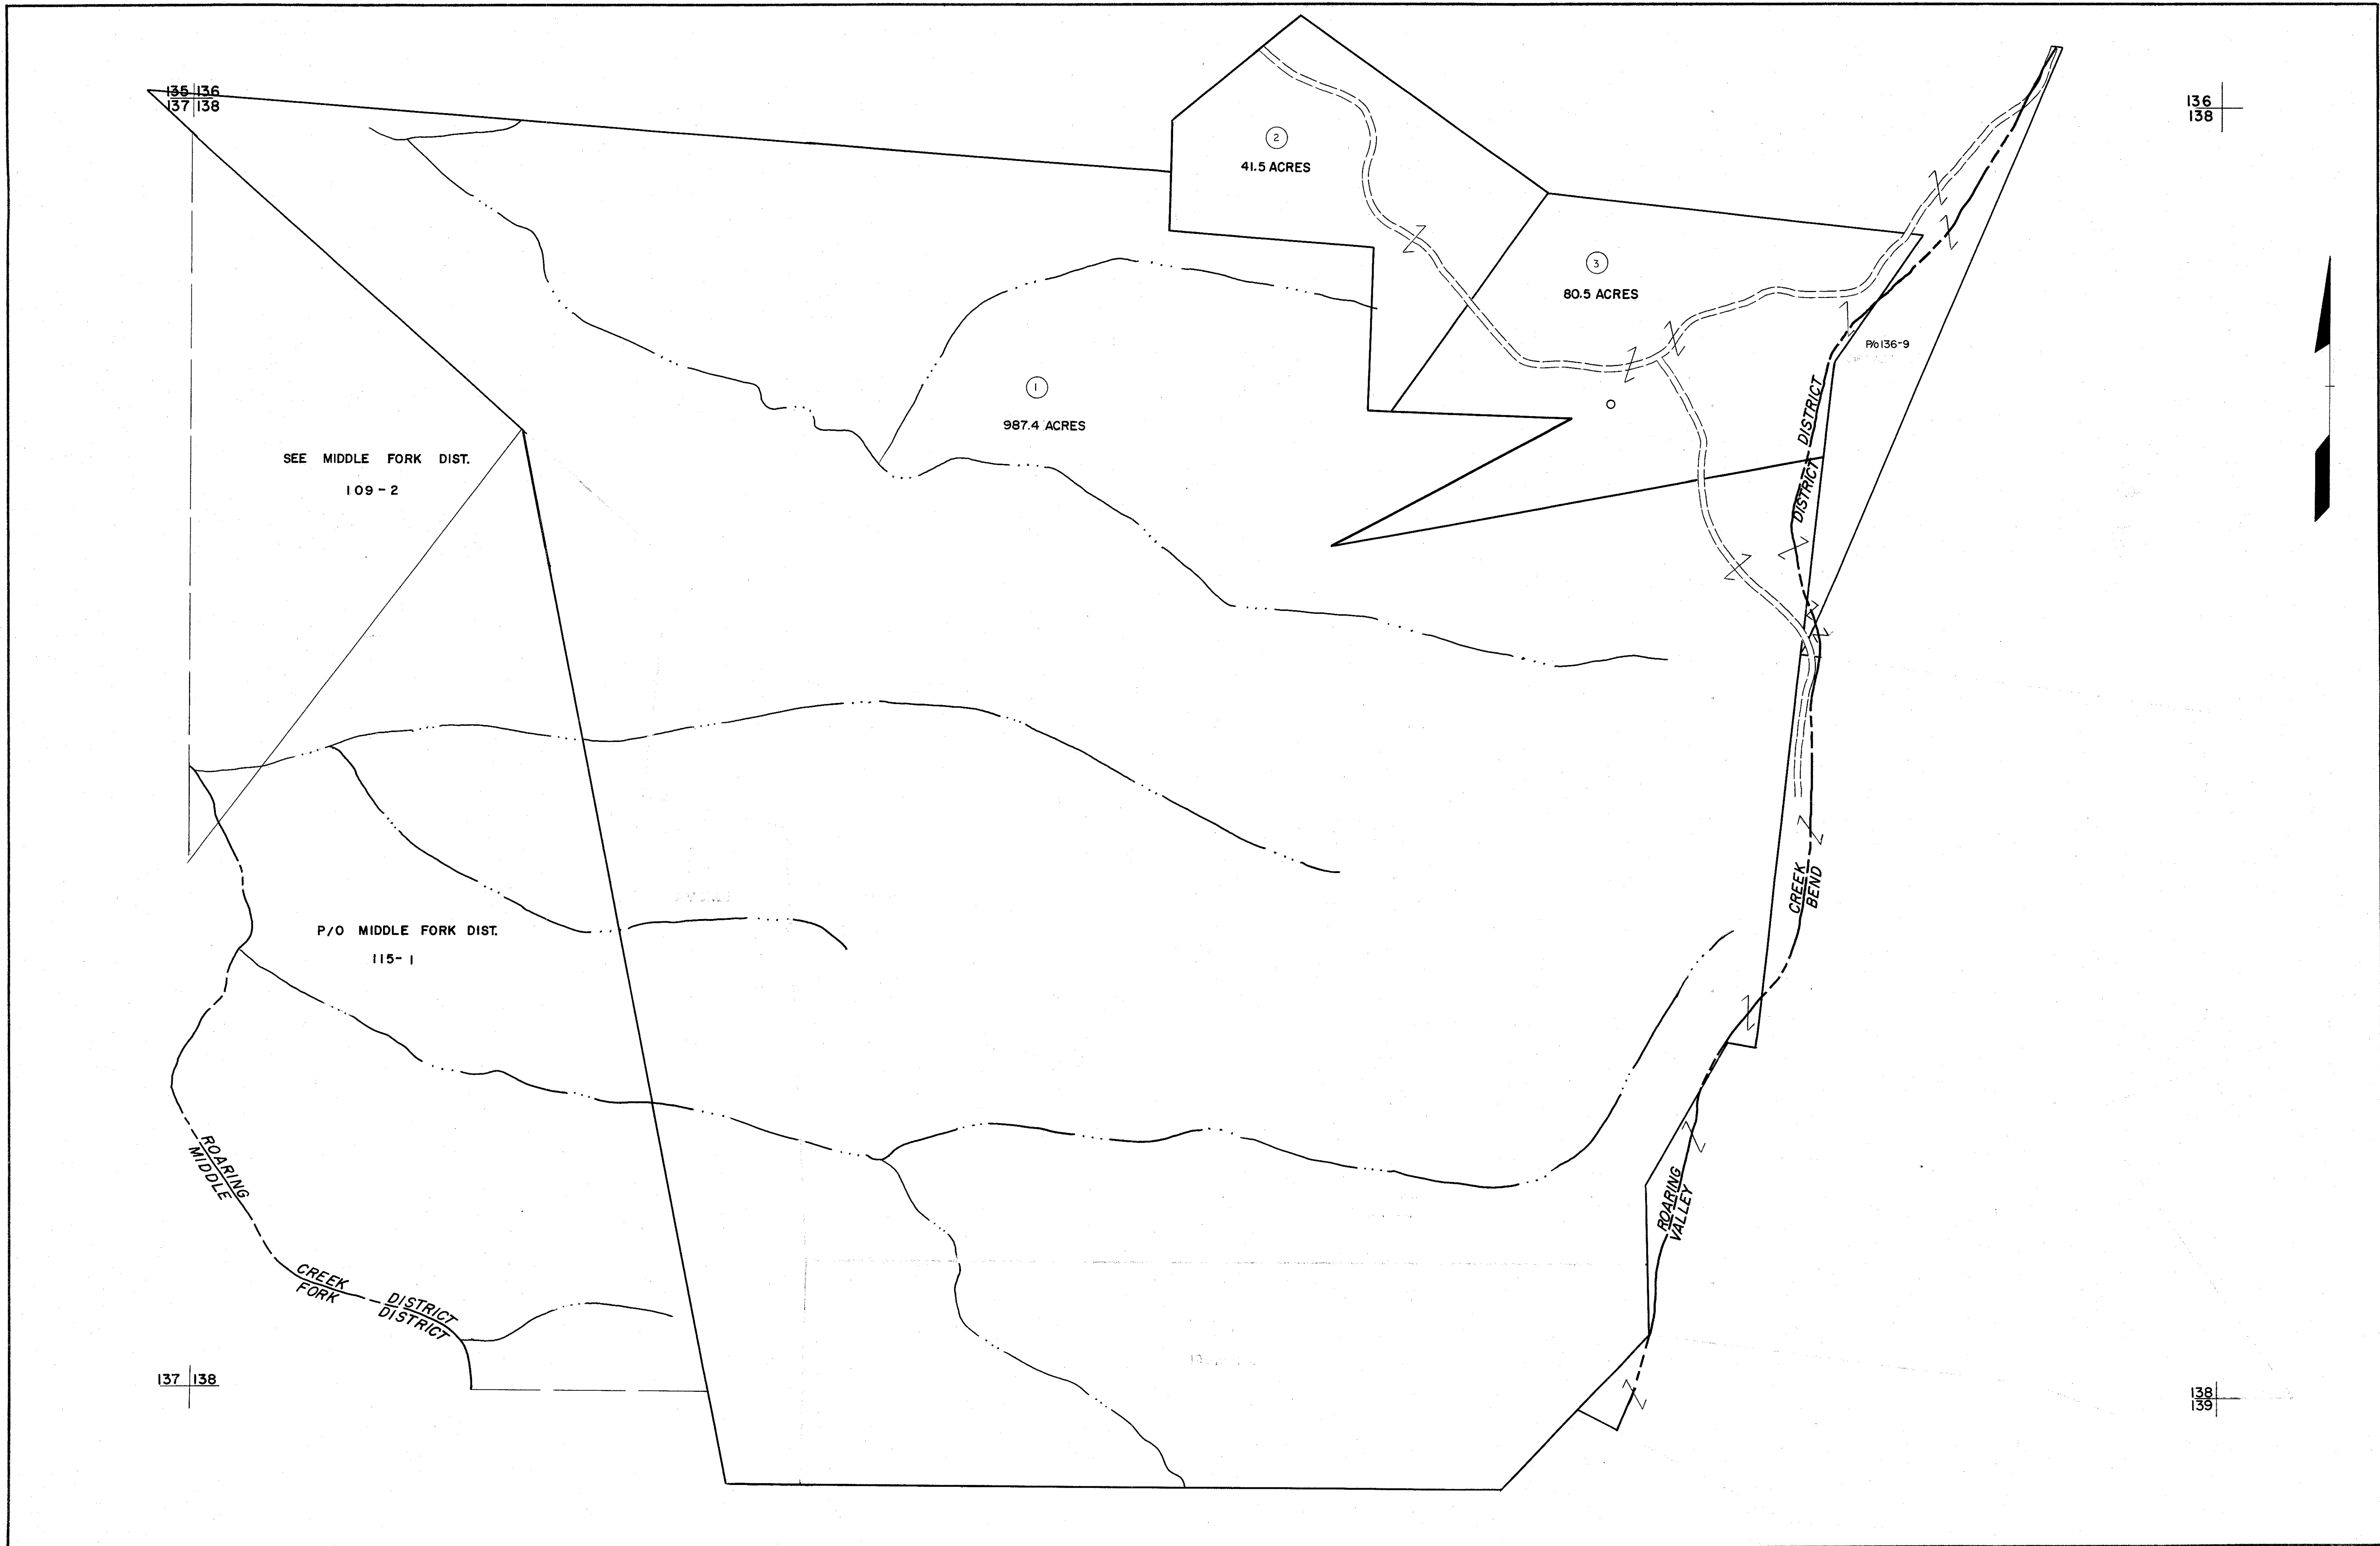 135 136
137 138
136
138
2
41.5 ACRES
3
80.5 ACRES
P/o 136-9
1
987.4 ACRES
SEE MIDDLE FORK DIST.
109-2
DISTRICT
DISTRICT
CREEK
BEND
P/O MIDDLE FORK DIST.
115-1
ROARING
MIDDLE
ROARING
VALLEY
CREEK
FORK
DISTRICT
DISTRICT
137 138
138
139